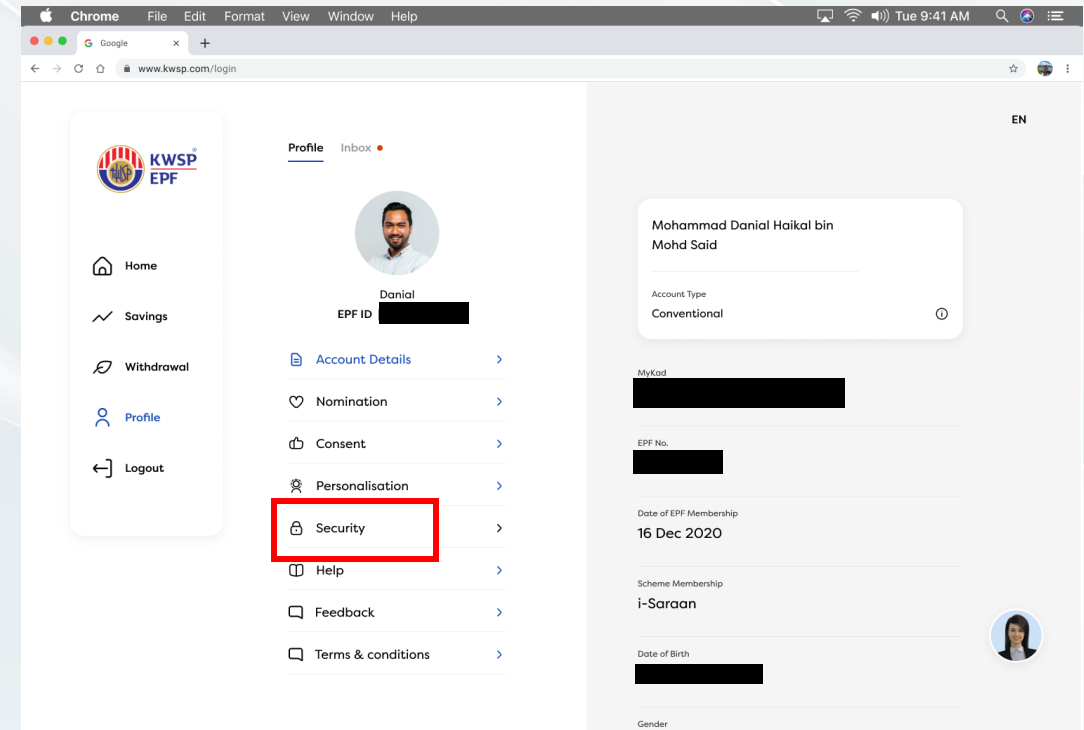 Chrome File Edit Format View Window Help Tue 9:41 AM
Google
www.kwsp.com/login
EN
KWSP
EPF
Home
Savings
Withdrawal
Profile
Logout
Profile Inbox
Danial
EPF ID
Account Details
Nomination
Consent
Personalisation
Security
Help
Feedback
Terms & conditions
Mohammad Danial Haikal bin
Mohd Said
Account Type
Conventional
MyKad
EPF No.
Date of EPF Membership
16 Dec 2020
Scheme Membership
i-Saraan
Date of Birth
Gender